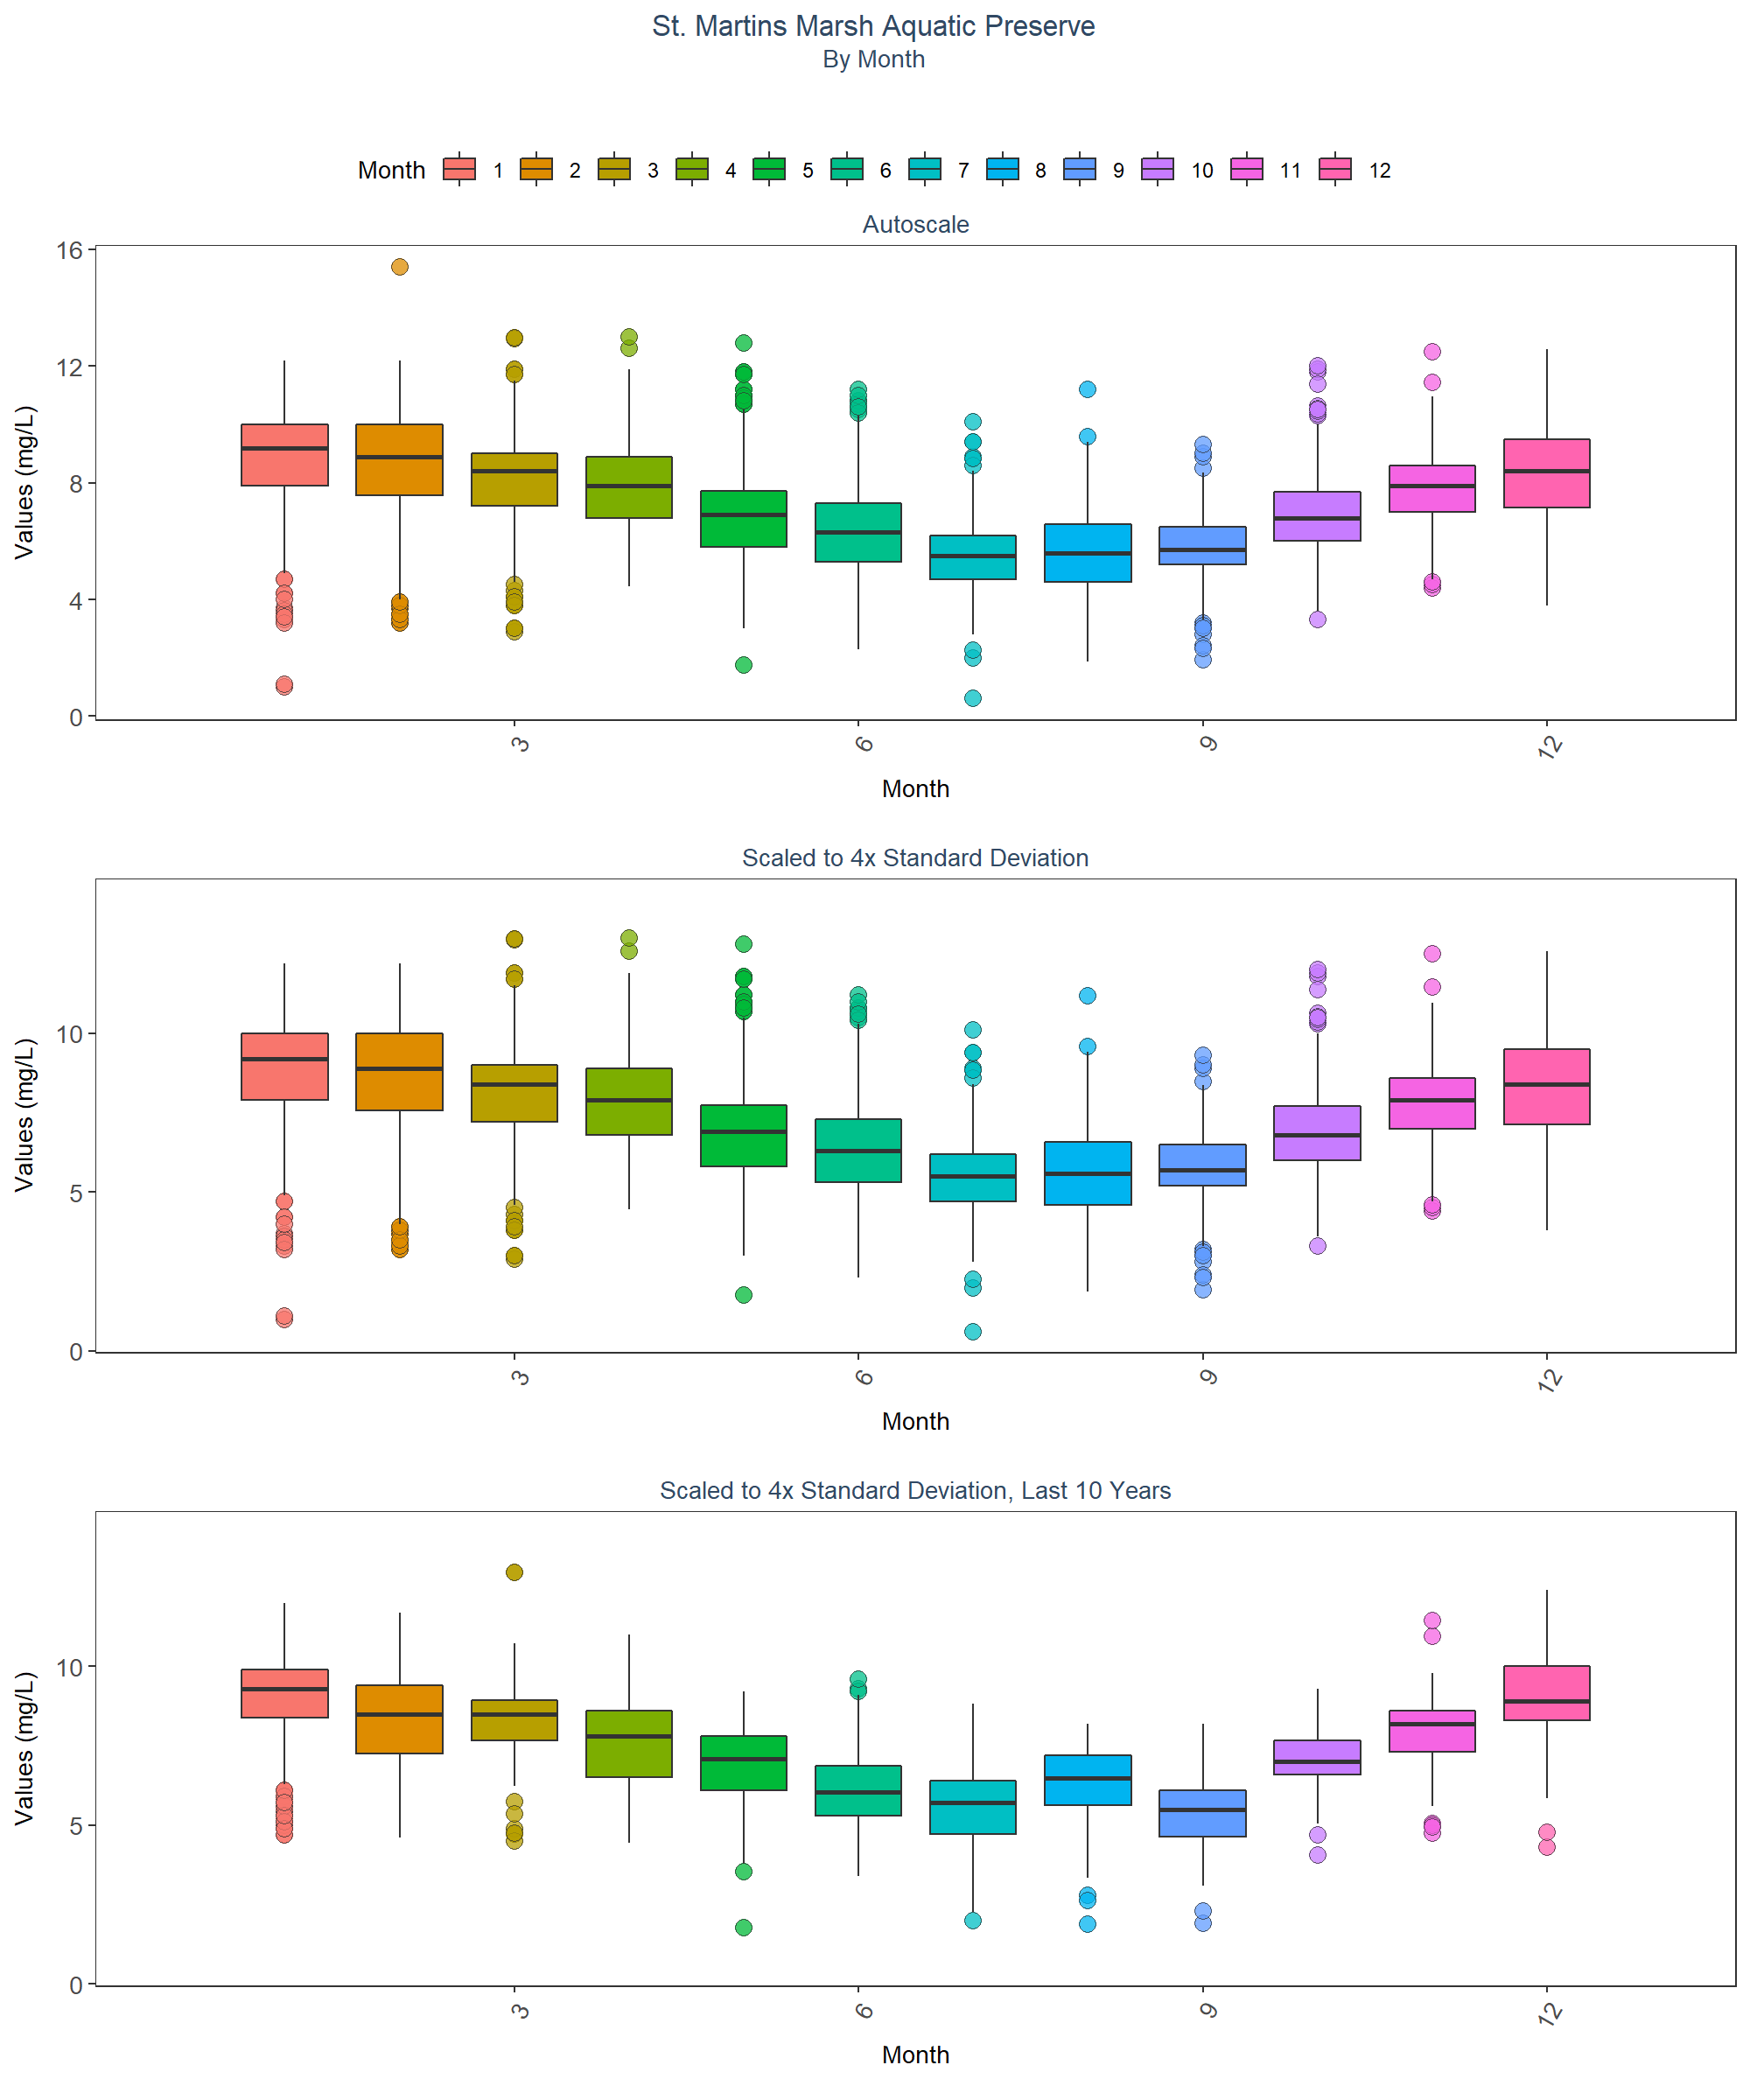 St. Martins Marsh Aquatic Preserve
By Month
Month 1 2 3 4 5 6 7 8 9 10 11 12
Autoscale
Values (mg/L)
16
12
8
4
0
3 6 9 12
Month
Scaled to 4x Standard Deviation
Values (mg/L)
10
5
0
3 6 9 12
Month
Scaled to 4x Standard Deviation, Last 10 Years
Values (mg/L)
10
5
0
3 6 9 12
Month